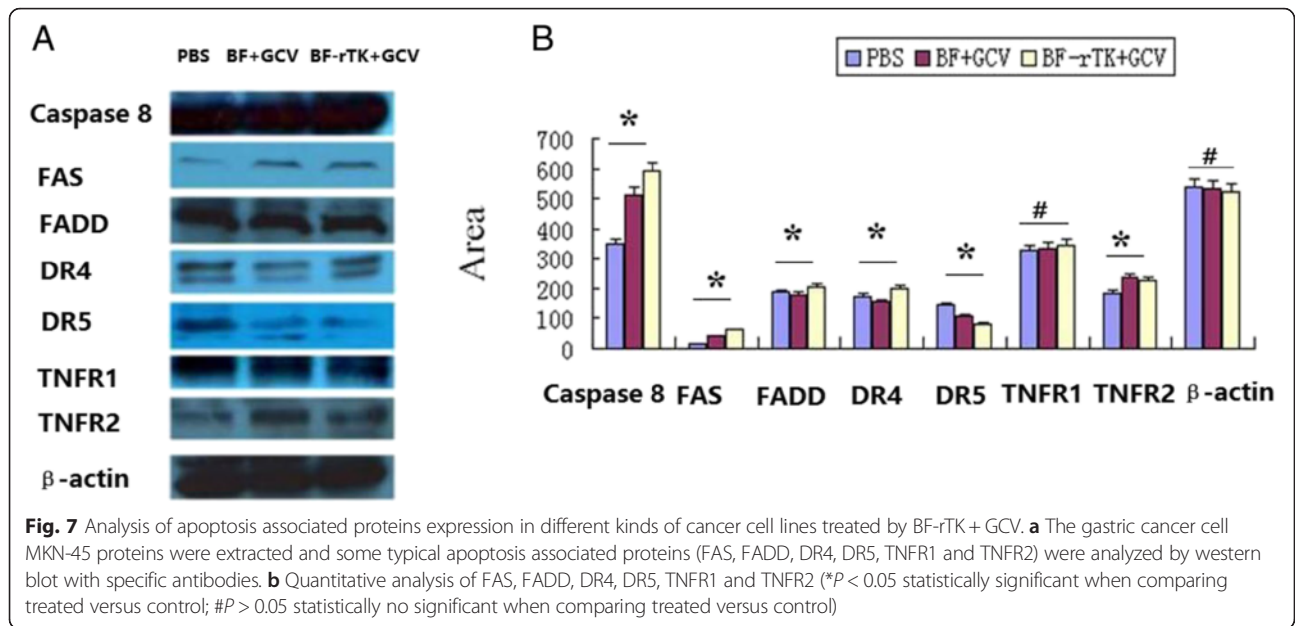 A
PBS BF+GCV BF-rTK+GCV
Caspase 8
FAS
FADD
DR4
DR5
TNFR1
TNFR2
β-actin
B
PBS BF+GCV BF-rTK+GCV
Area
700
600
500
400
300
200
100
0
* * * * * # * #
Caspase 8 FAS FADD DR4 DR5 TNFR1 TNFR2 β-actin
Fig. 7 Analysis of apoptosis associated proteins expression in different kinds of cancer cell lines treated by BF-rTK + GCV. a The gastric cancer cell
MKN-45 proteins were extracted and some typical apoptosis associated proteins (FAS, FADD, DR4, DR5, TNFR1 and TNFR2) were analyzed by western
blot with specific antibodies. b Quantitative analysis of FAS, FADD, DR4, DR5, TNFR1 and TNFR2 (*P < 0.05 statistically significant when comparing
treated versus control; #P > 0.05 statistically no significant when comparing treated versus control)